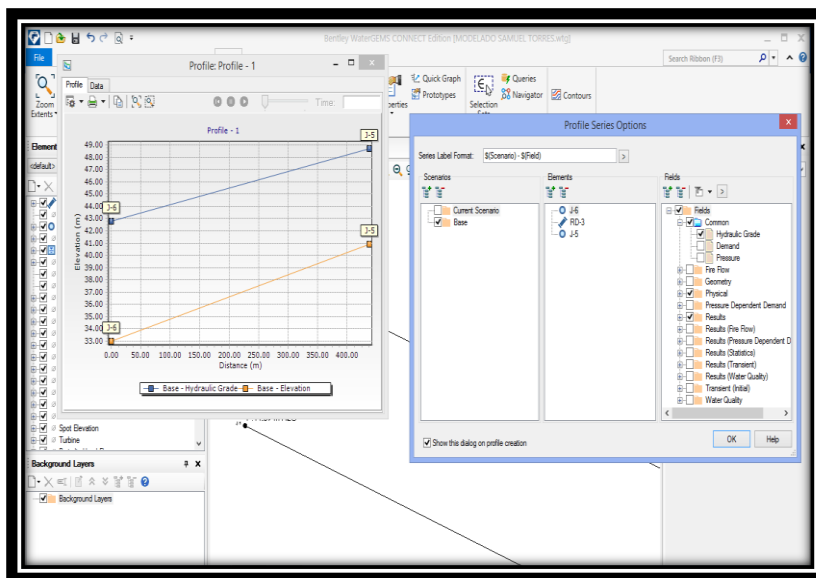 Bentley WaterGEMS CONNECT Edition [MODELADO SAMUEL TORRES.wtg]
File
Search Ribbon (F3)
Profile: Profile - 1
Zoom
Extents
Profile Data
Time:
Quick Graph
Prototypes
Selection
Queries
Navigator
Contours
Profile - 1
49.00
48.00
47.00
46.00
45.00
44.00
43.00
42.00
41.00
40.00
39.00
38.00
37.00
36.00
35.00
34.00
33.00
Elevation (m)
J-5
J-6
J-5
J-6
0.00 50.00 100.00 150.00 200.00 250.00 300.00 350.00 400.00
Distance (m)
Base - Hydraulic Grade Base - Elevation
<default>
Spot Elevation
Turbine
Background Layers
Background Layers
Profile Series Options
Series Label Format: $(Scenario) - $(Field)
Scenarios
Current Scenario
Base
Elements
J-6
RD-3
J-5
Fields
Fields
Common
Hydraulic Grade
Demand
Pressure
Fire Flow
Geometry
Physical
Pressure Dependent Demand
Results
Results (Fire Flow)
Results (Pressure Dependent D
Results (Statistics)
Results (Transient)
Results (Water Quality)
Transient (Initial)
Water Quality
Show this dialog on profile creation
OK Help